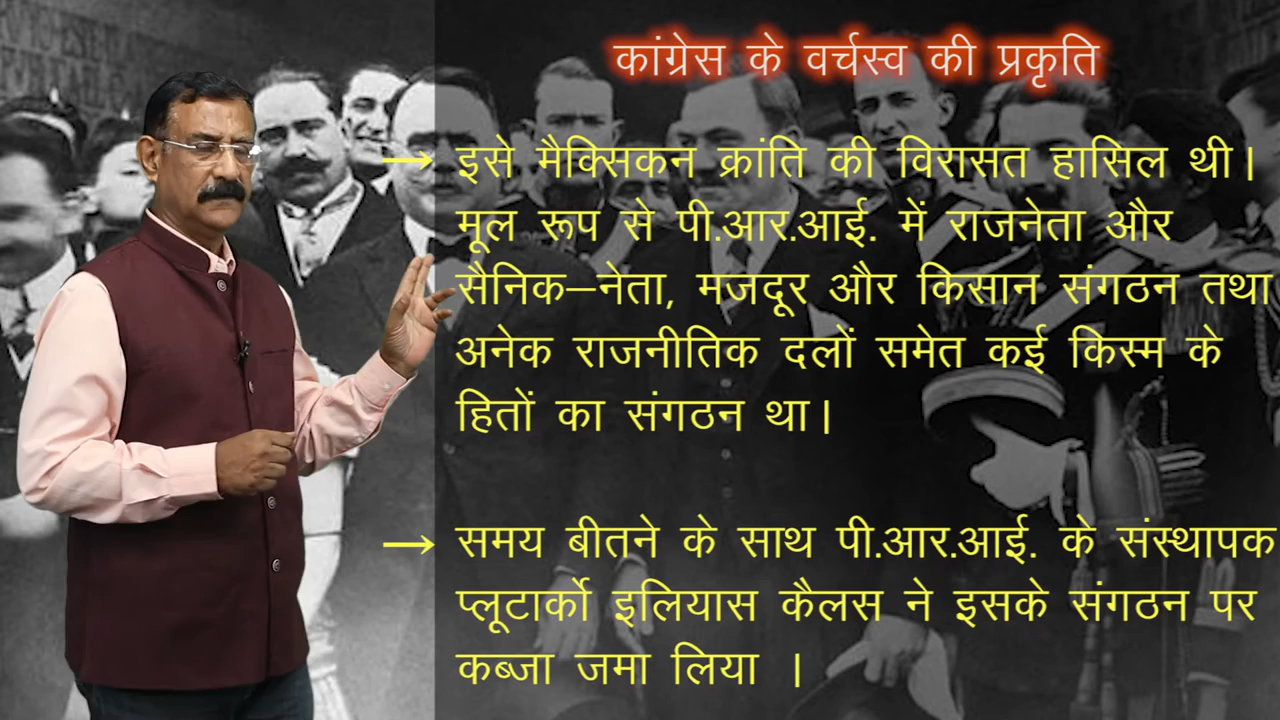 कांग्रेस के वर्चस्व की प्रकृति
→ इसे मैक्सिकन क्रांति की विरासत हासिल थी।
मूल रूप से पी.आर.आई. में राजनेता और
सैनिक–नेता, मजदूर और किसान संगठन तथा
अनेक राजनीतिक दलों समेत कई किस्म के
हितों का संगठन था।
→ समय बीतने के साथ पी.आर.आई. के संस्थापक
प्लूटार्को इलियास कैलस ने इसके संगठन पर
कब्जा जमा लिया ।